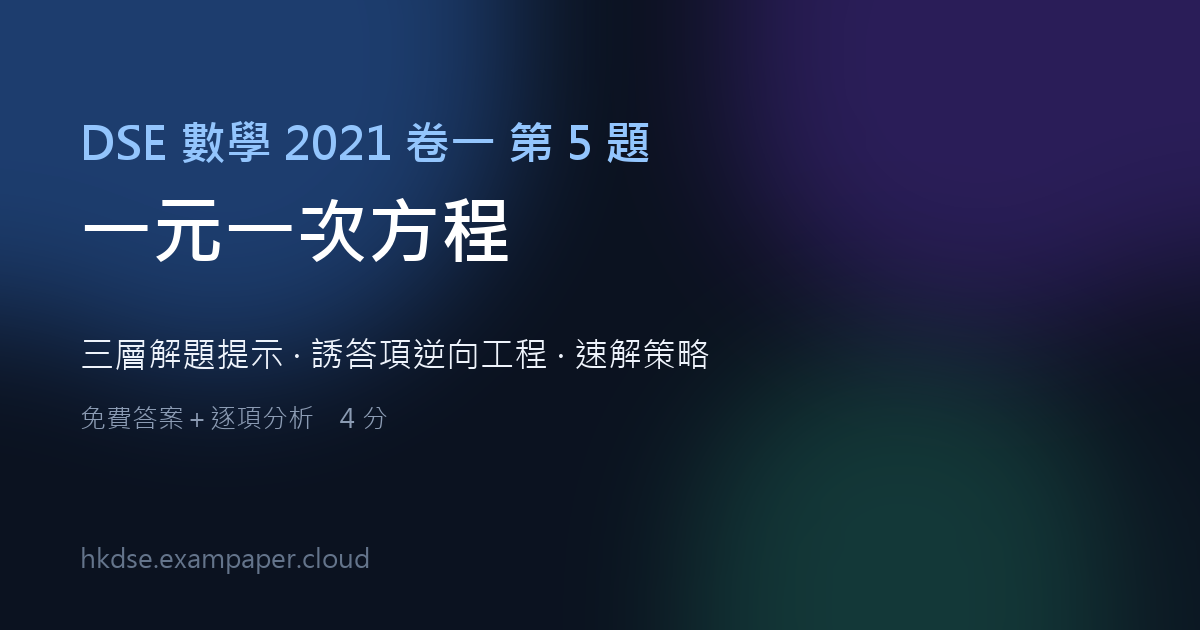 DSE 數學 2021 卷一 第 5 題
一元一次方程
三層解題提示 · 誘答項逆向工程 · 速解策略
免費答案 + 逐項分析 4 分
hkdse.exampaper.cloud